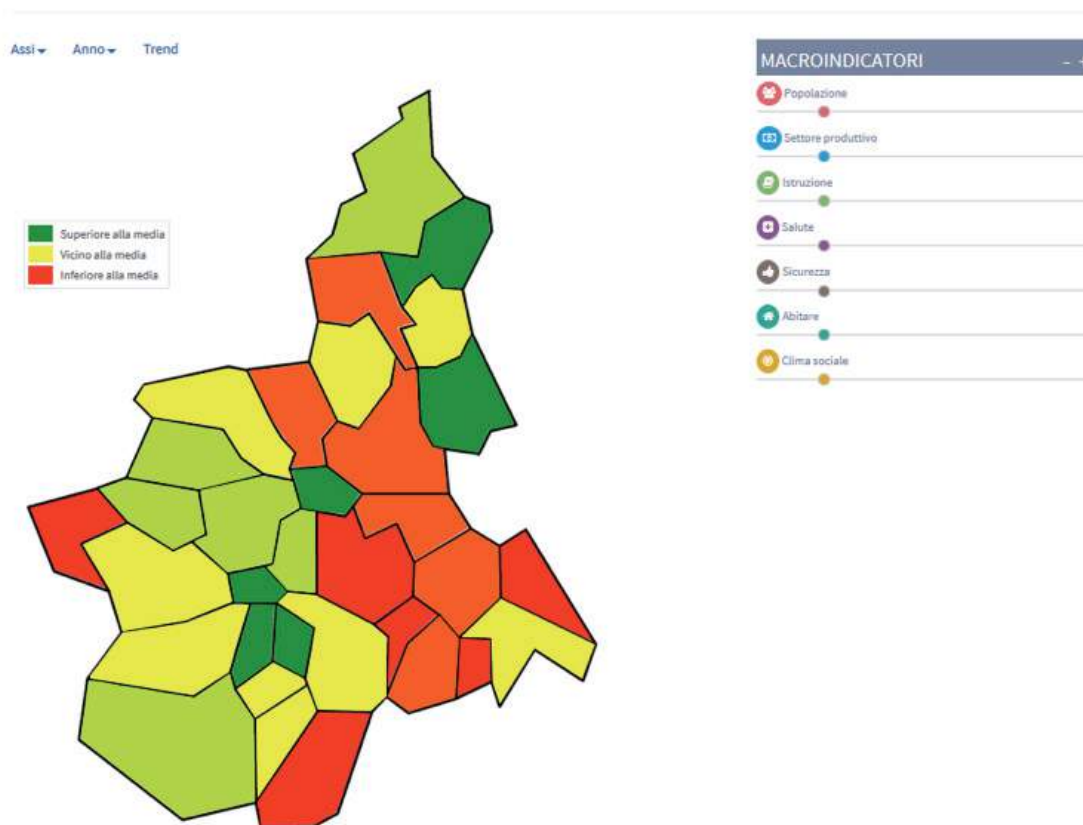 Assi Anno Trend
MACROINDICATORI - +
Popolazione
Settore produttivo
Istruzione
Salute
Sicurezza
Abitare
Clima sociale
Superiore alla media
Vicino alla media
Inferiore alla media